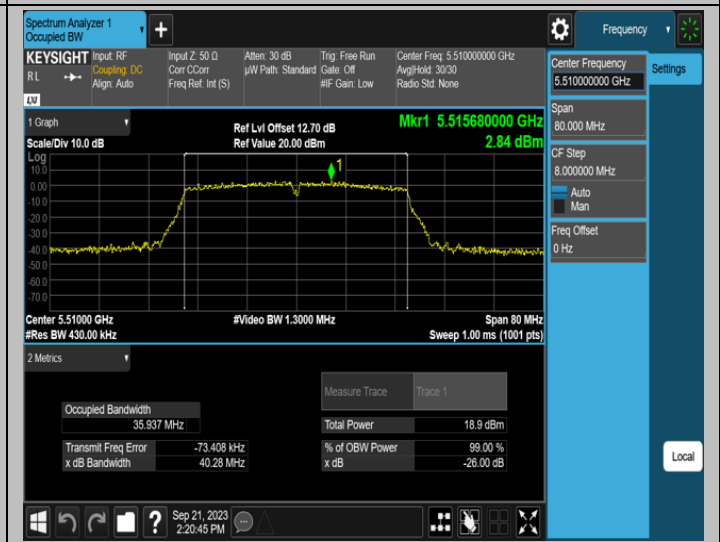 Spectrum Analyzer 1
Occupied BW
+
Frequency
KEYSIGHT
RL
LXI
Input: RF
Coupling: DC
Align: Auto
Input Z: 50 Ω
Corr CCorr
Freq Ref: Int (S)
Atten: 30 dB
µW Path: Standard
Trig: Free Run
Gate: Off
#IF Gain: Low
Center Freq: 5.510000000 GHz
Avg|Hold: 30/30
Radio Std: None
Center Frequency
5.510000000 GHz
Settings
Span
80.000 MHz
CF Step
8.000000 MHz
Auto
Man
Freq Offset
0 Hz
Local
1 Graph
Scale/Div 10.0 dB
Ref Lvl Offset 12.70 dB
Ref Value 20.00 dBm
Mkr1 5.515680000 GHz
2.84 dBm
Log
10.0
0.00
-10.0
-20.0
-30.0
-40.0
-50.0
-60.0
-70.0
1
Center 5.51000 GHz
#Video BW 1.3000 MHz
Span 80 MHz
#Res BW 430.00 kHz
Sweep 1.00 ms (1001 pts)
2 Metrics
Measure Trace Trace 1
Occupied Bandwidth
35.937 MHz
Total Power 18.9 dBm
Transmit Freq Error -73.408 kHz
% of OBW Power 99.00 %
x dB Bandwidth 40.28 MHz
x dB -26.00 dB
?
Sep 21, 2023
2:20:45 PM